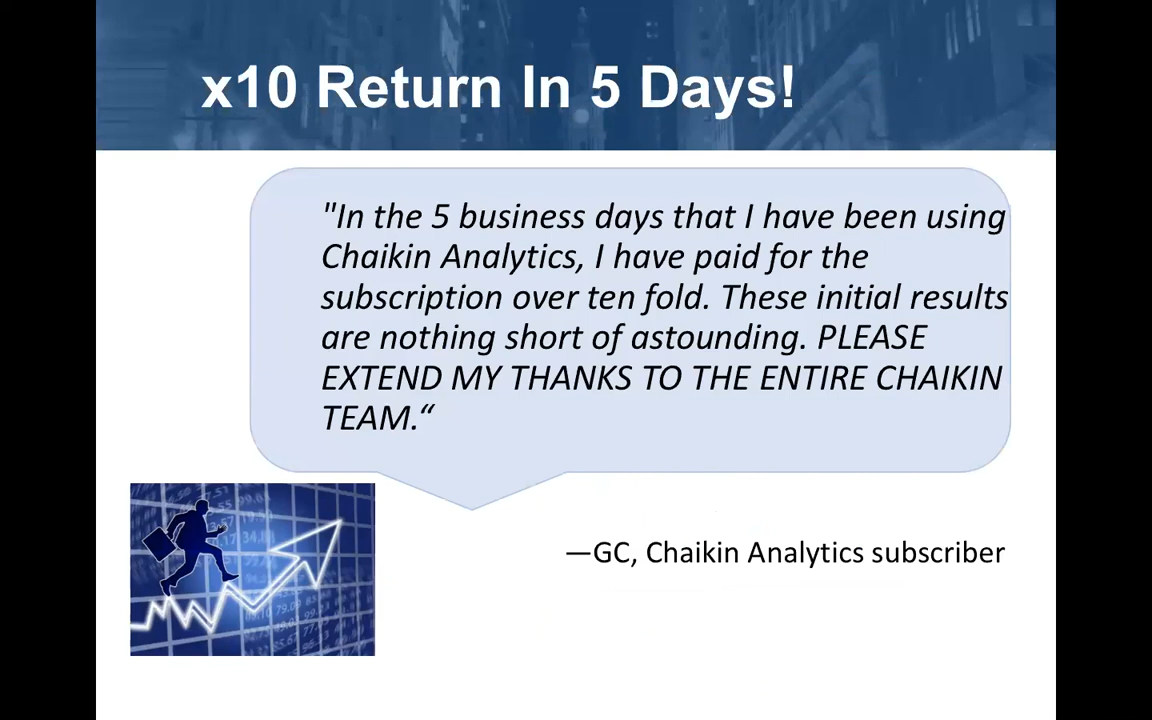 x10 Return In 5 Days!
"In the 5 business days that I have been using
Chaikin Analytics, I have paid for the
subscription over ten fold. These initial results
are nothing short of astounding. PLEASE
EXTEND MY THANKS TO THE ENTIRE CHAIKIN
TEAM.“
—GC, Chaikin Analytics subscriber